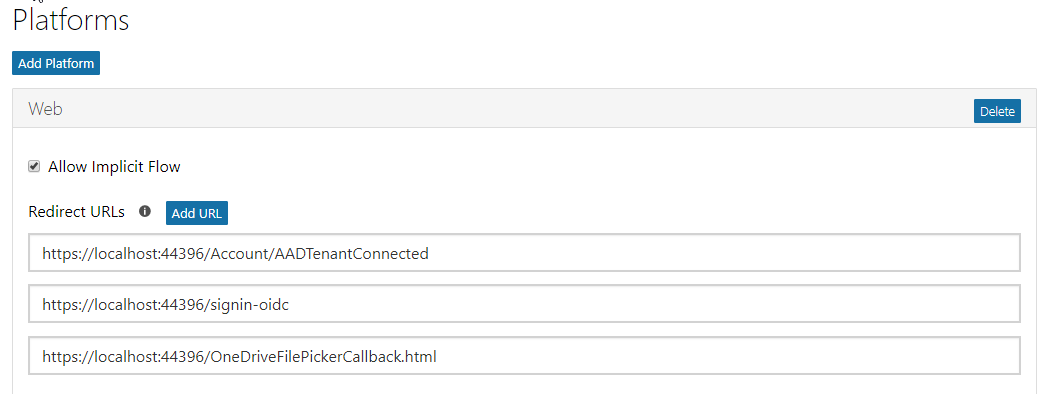 Platforms
Add Platform
Web
Delete
Allow Implicit Flow
Redirect URLs Add URL
https://localhost:44396/Account/AADTenantConnected
https://localhost:44396/signin-oidc
https://localhost:44396/OneDriveFilePickerCallback.html